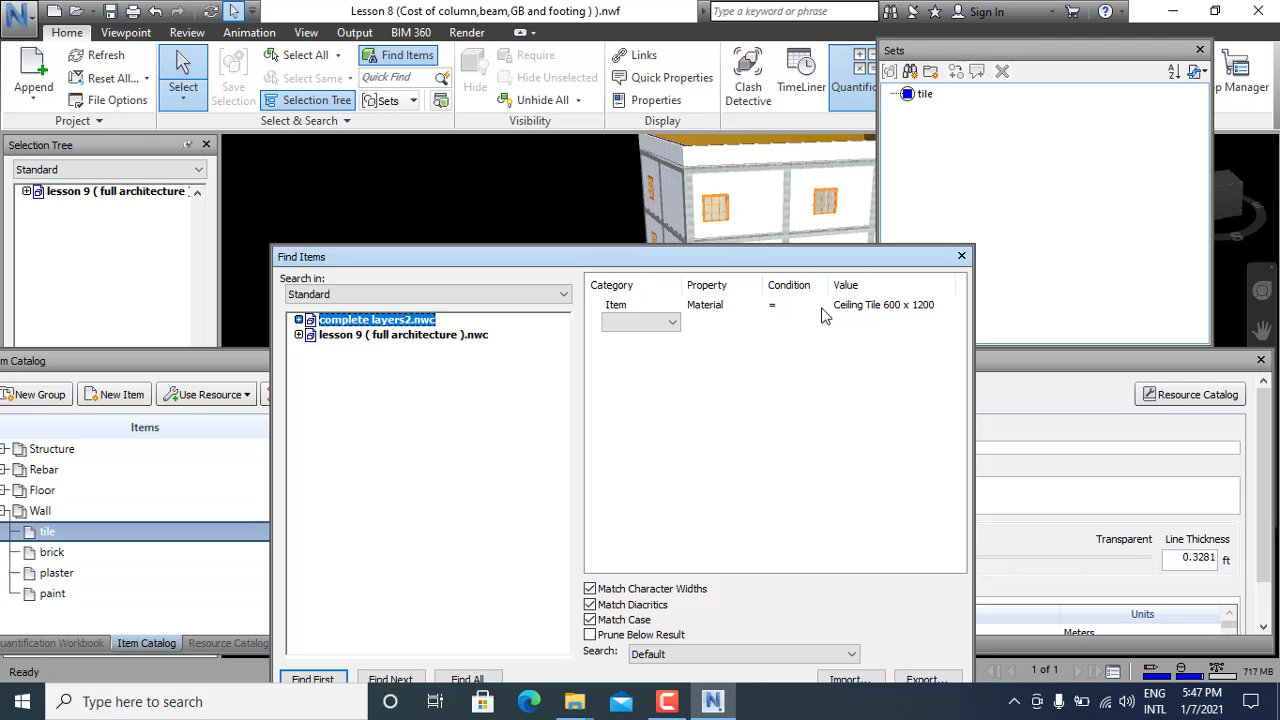 Lesson 8 (Cost of column,beam,GB and footing ) ).nwf
Type a keyword or phrase
Sign In
Home
Viewpoint
Review
Animation
View
Output
BIM 360
Render
Append
Refresh
Reset All...
File Options
Project
Select
Save Selection
Select All
Select Same
Selection Tree
Find Items
Quick Find
Sets
Select & Search
Hide
Require
Hide Unselected
Unhide All
Visibility
Links
Quick Properties
Properties
Display
Clash Detective
TimeLiner
Quantific
p Manager
Sets
tile
Selection Tree
Standard
lesson 9 ( full architecture
Find Items
Search in:
Standard
complete layers2.nwc
lesson 9 ( full architecture ).nwc
Category Property Condition Value
Item Material = Ceiling Tile 600 x 1200
Match Character Widths
Match Diacritics
Match Case
Prune Below Result
Search: Default
Find First
Find Next
Find All
Import...
Export...
em Catalog
New Group
New Item
Use Resource
Resource Catalog
Items
Structure
Rebar
Floor
Wall
tile
brick
plaster
paint
Transparent
Line Thickness
0.3281 ft
Units
Meters
uantification Workbook
Item Catalog
Resource Catalog
Ready
1 of 1
717 MB
Type here to search
ENG
INTL
5:47 PM
1/7/2021